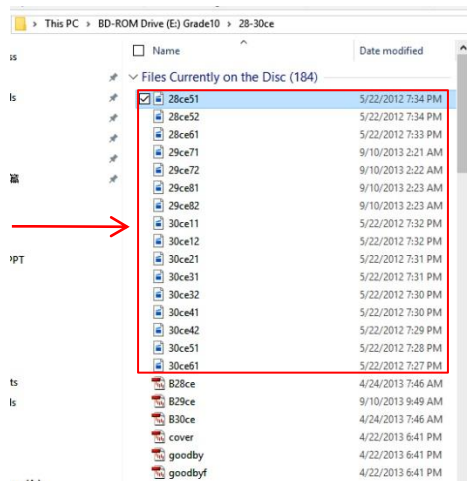 > This PC > BD-ROM Drive (E:) Grade10 > 28-30ce
Name Date modified
Files Currently on the Disc (184)
28ce51 5/22/2012 7:34 PM
28ce52 5/22/2012 7:34 PM
28ce61 5/22/2012 7:33 PM
29ce71 9/10/2013 2:21 AM
29ce72 9/10/2013 2:22 AM
29ce81 9/10/2013 2:23 AM
29ce82 9/10/2013 2:23 AM
30ce11 5/22/2012 7:32 PM
30ce12 5/22/2012 7:32 PM
30ce21 5/22/2012 7:31 PM
PPT
30ce31 5/22/2012 7:31 PM
30ce32 5/22/2012 7:30 PM
30ce41 5/22/2012 7:30 PM
30ce42 5/22/2012 7:29 PM
30ce51 5/22/2012 7:28 PM
30ce61 5/22/2012 7:27 PM
ts B28ce 4/24/2013 7:46 AM
ls B29ce 9/10/2013 9:49 AM
B30ce 4/24/2013 7:46 AM
cover 4/22/2013 6:41 PM
goodby 4/22/2013 6:41 PM
goodbyf 4/22/2013 6:41 PM